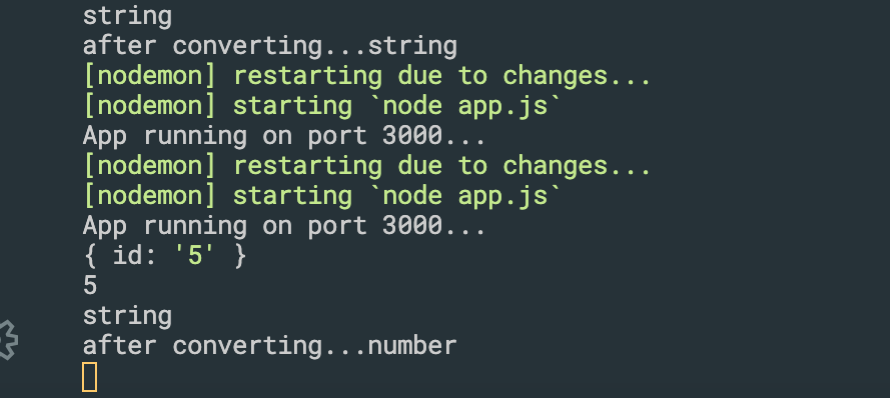 string
after converting...string
[nodemon] restarting due to changes...
[nodemon] starting `node app.js`
App running on port 3000...
[nodemon] restarting due to changes...
[nodemon] starting `node app.js`
App running on port 3000...
{ id: '5' }
5
string
after converting...number